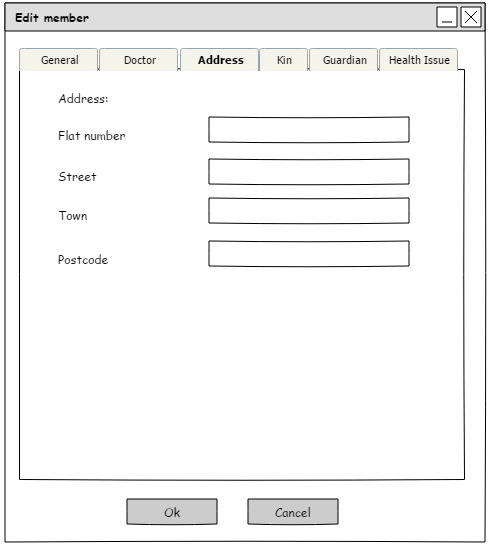 Edit member
General Doctor Address Kin Guardian Health Issue
Address:
Flat number
Street
Town
Postcode
Ok Cancel